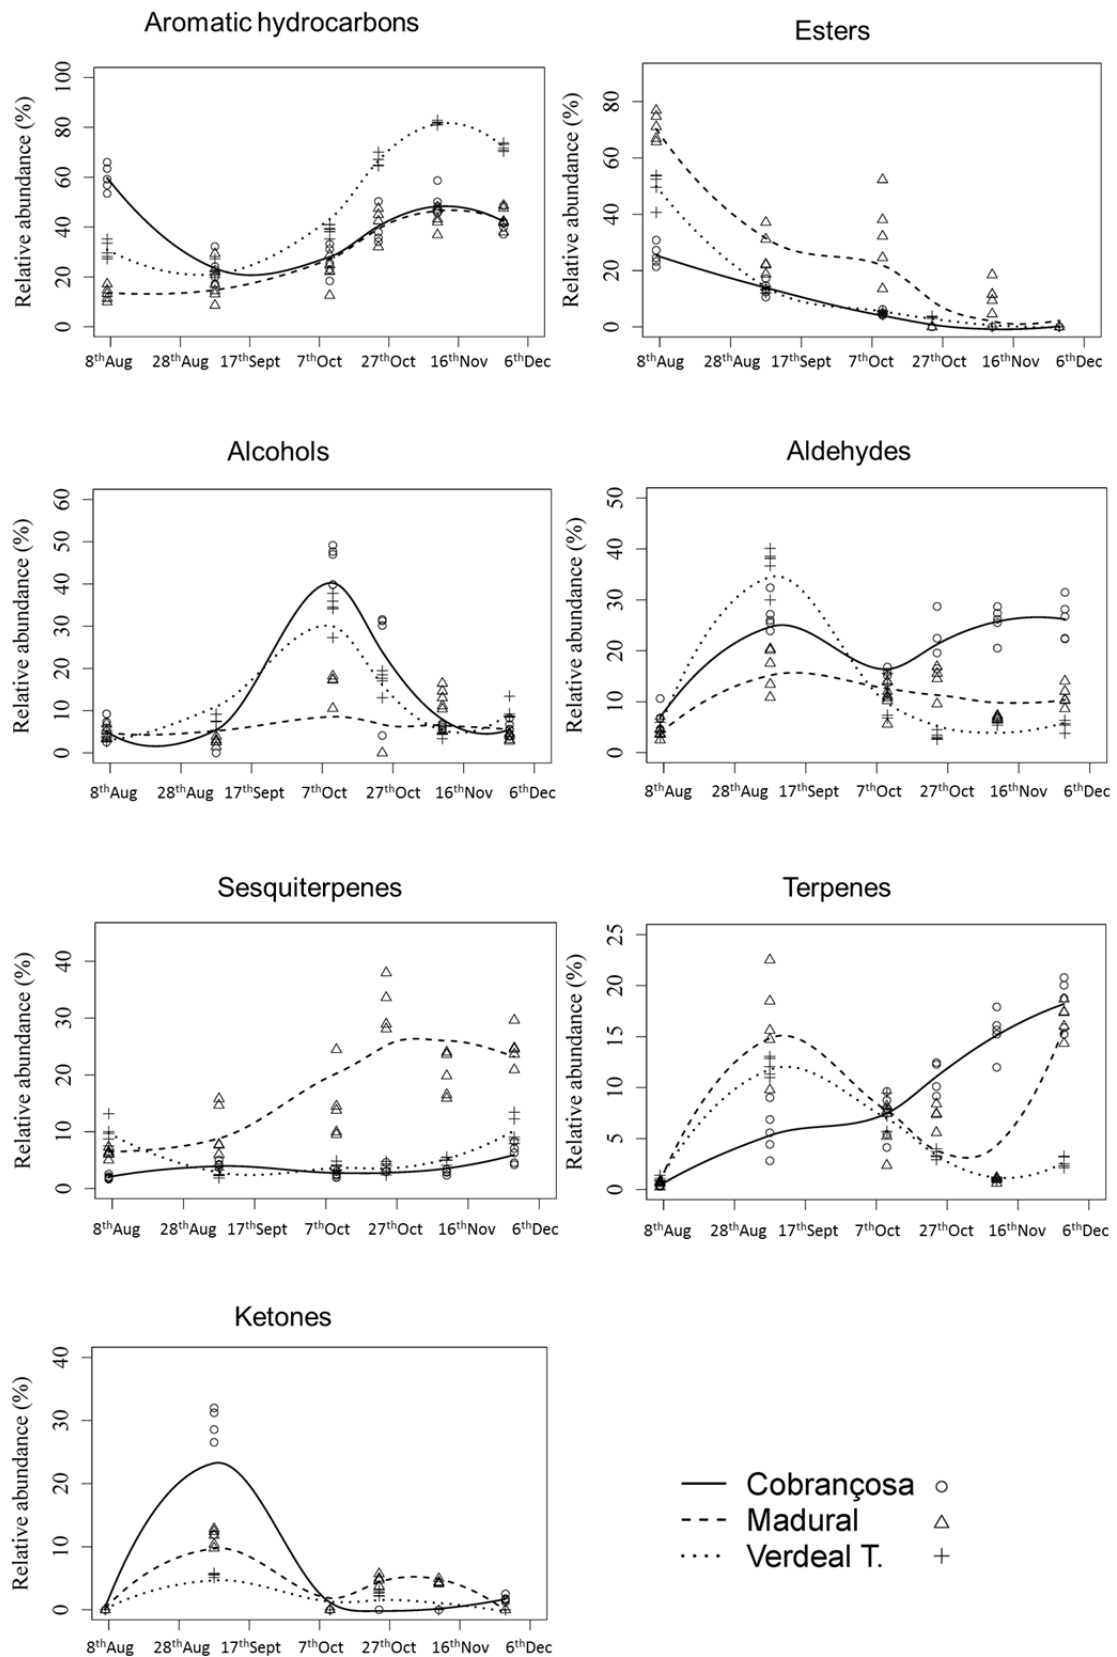 Aromatic hydrocarbons
Relative abundance (%)
100
80
60
40
20
0
8thAug 28thAug 17thSept 7thOct 27thOct 16thNov 6thDec
Esters
Relative abundance (%)
80
60
40
20
0
8thAug 28thAug 17thSept 7thOct 27thOct 16thNov 6thDec
Alcohols
Relative abundance (%)
60
50
40
30
20
10
0
8thAug 28thAug 17thSept 7thOct 27thOct 16thNov 6thDec
Aldehydes
Relative abundance (%)
50
40
30
20
10
0
8thAug 28thAug 17thSept 7thOct 27thOct 16thNov 6thDec
Sesquiterpenes
Relative abundance (%)
40
30
20
10
0
8thAug 28thAug 17thSept 7thOct 27thOct 16thNov 6thDec
Terpenes
Relative abundance (%)
25
20
15
10
5
0
8thAug 28thAug 17thSept 7thOct 27thOct 16thNov 6thDec
Ketones
Relative abundance (%)
40
30
20
10
0
8thAug 28thAug 17thSept 7thOct 27thOct 16thNov 6thDec
Cobrançosa
Madural
Verdeal T.